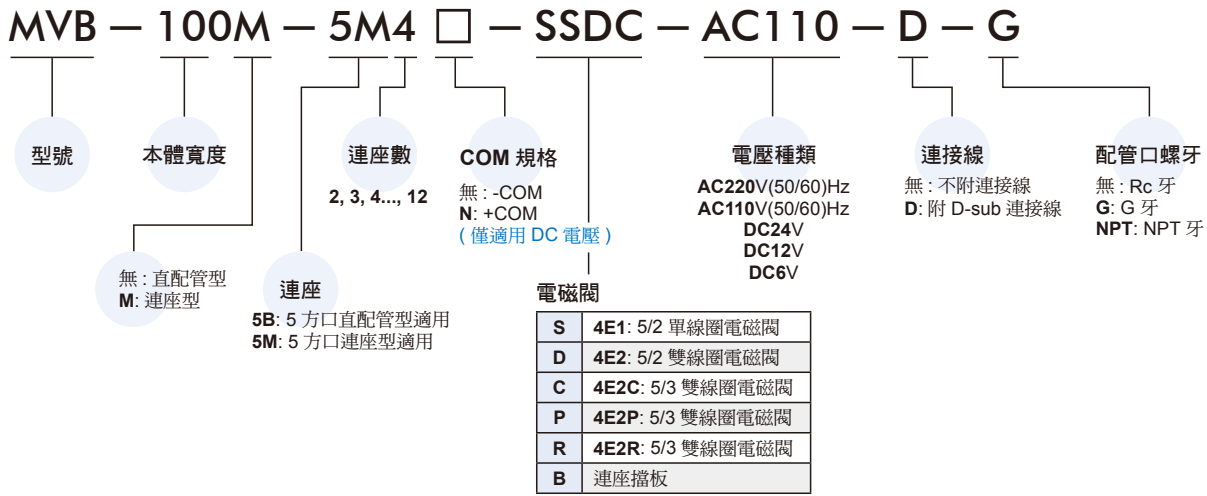 MVB — 100M — 5M4 □ — SSDC — AC110 — D — G
型號
本體寬度
無 : 直配管型
M: 連座型
連座
5B: 5 方口直配管型適用
5M: 5 方口連座型適用
連座數
2, 3, 4..., 12
COM 規格
無 : -COM
N: +COM
( 僅適用 DC 電壓 )
電磁閥
S 4E1: 5/2 單線圈電磁閥
D 4E2: 5/2 雙線圈電磁閥
C 4E2C: 5/3 雙線圈電磁閥
P 4E2P: 5/3 雙線圈電磁閥
R 4E2R: 5/3 雙線圈電磁閥
B 連座擋板
電壓種類
AC220V(50/60)Hz
AC110V(50/60)Hz
DC24V
DC12V
DC6V
連接線
無 : 不附連接線
D: 附 D-sub 連接線
配管口螺牙
無 : Rc 牙
G: G 牙
NPT: NPT 牙